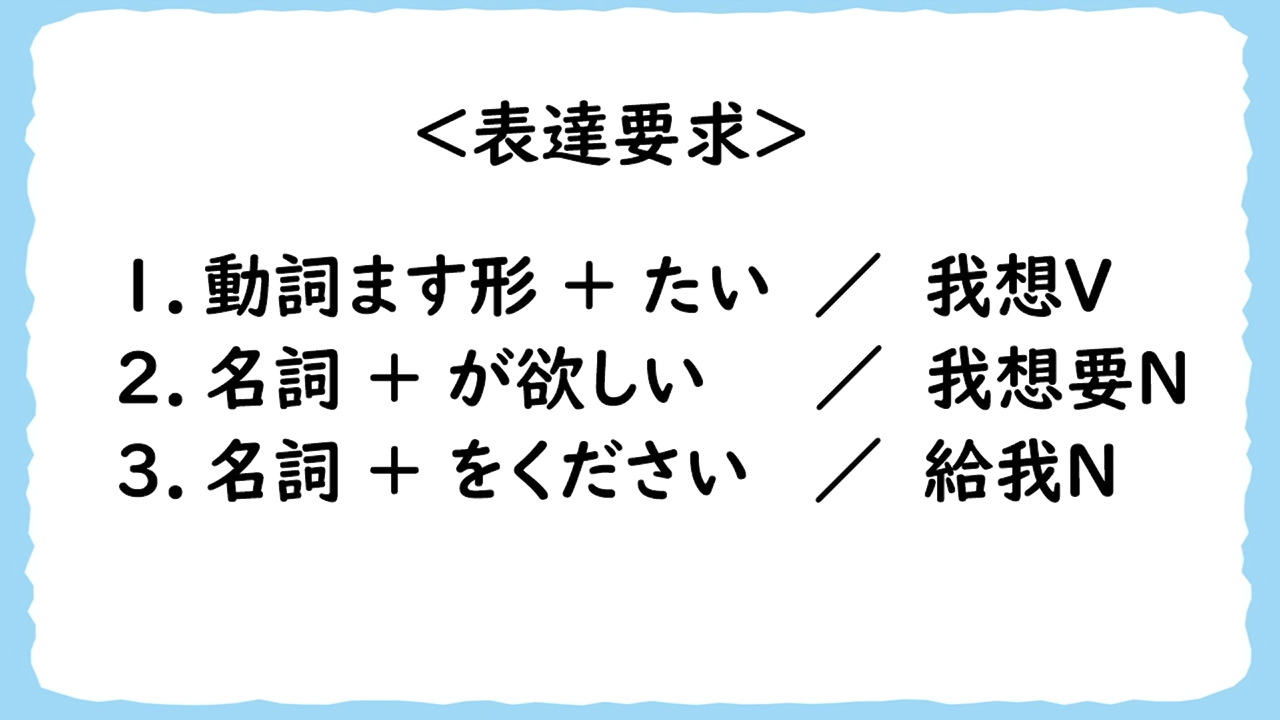 ＜表達要求＞
1. 動詞ます形 ＋ たい ／ 我想V
2. 名詞 ＋ が欲しい ／ 我想要N
3. 名詞 ＋ をください ／ 給我N